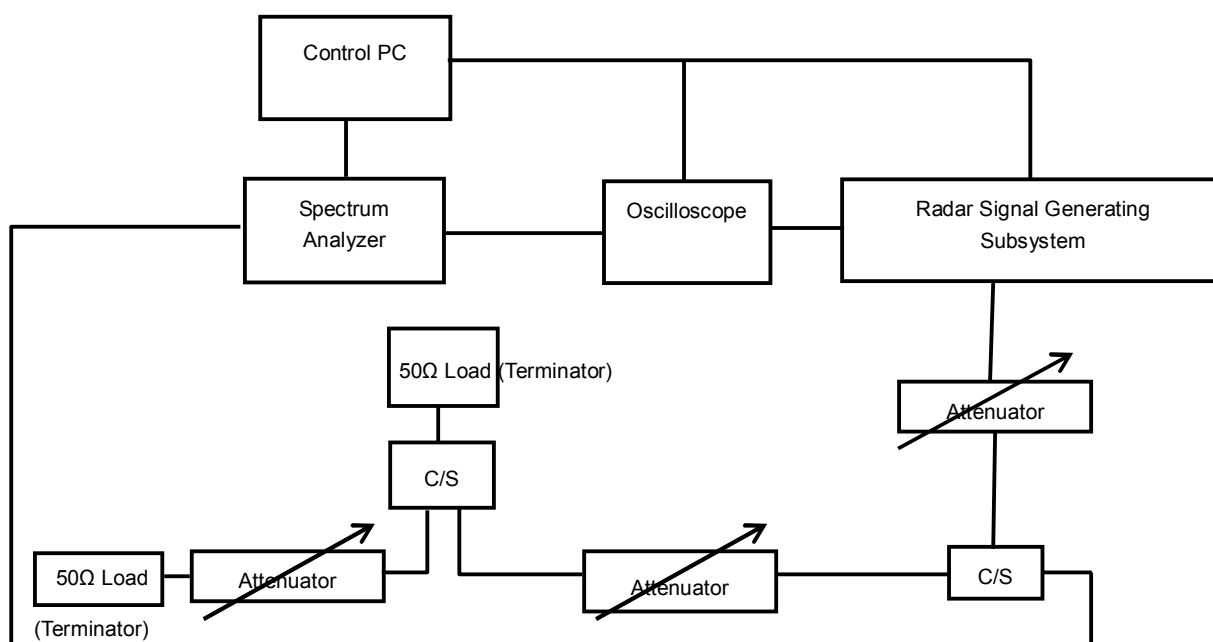 Control PC
Spectrum
Analyzer
Oscilloscope
Radar Signal Generating
Subsystem
50Ω Load (Terminator)
Attenuator
C/S
50Ω Load
(Terminator)
Attenuator
Attenuator
C/S